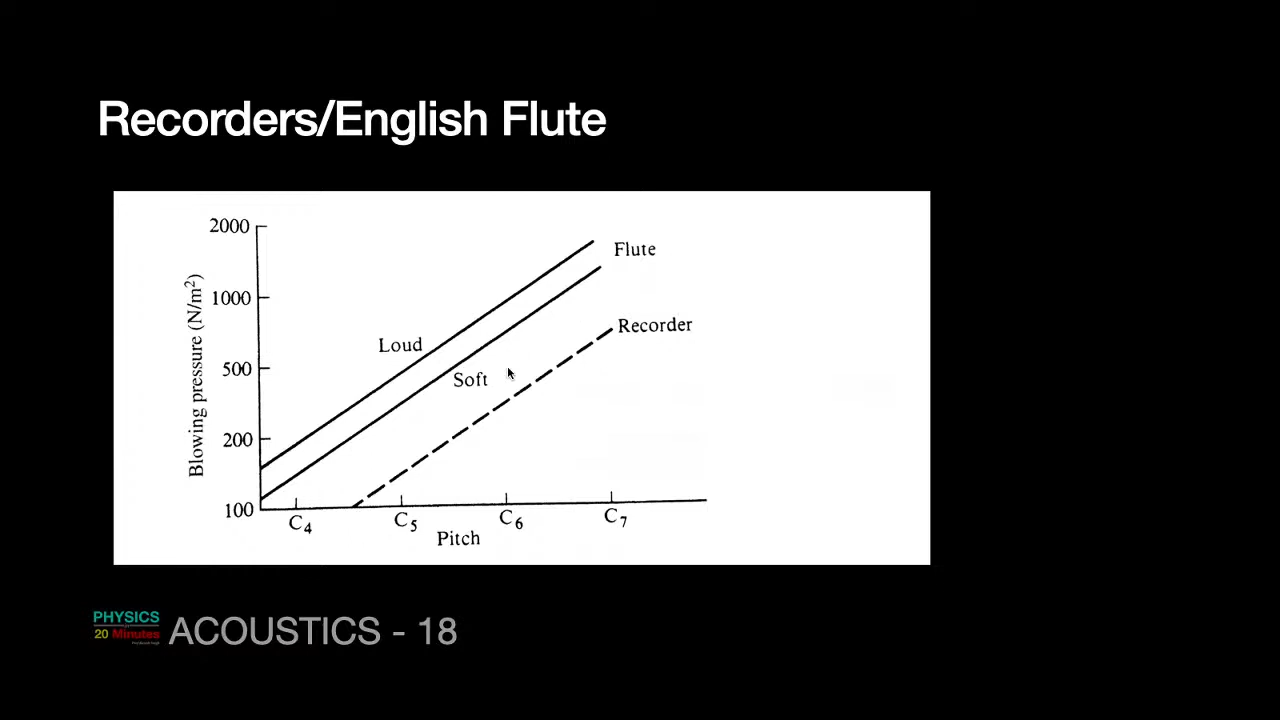 Recorders/English Flute
2000
1000
500
200
100
Blowing pressure (N/m²)
Flute
Recorder
Loud
Soft
C₄
C₅
C₆
C₇
Pitch
PHYSICS
20 Minutes
ACOUSTICS - 18